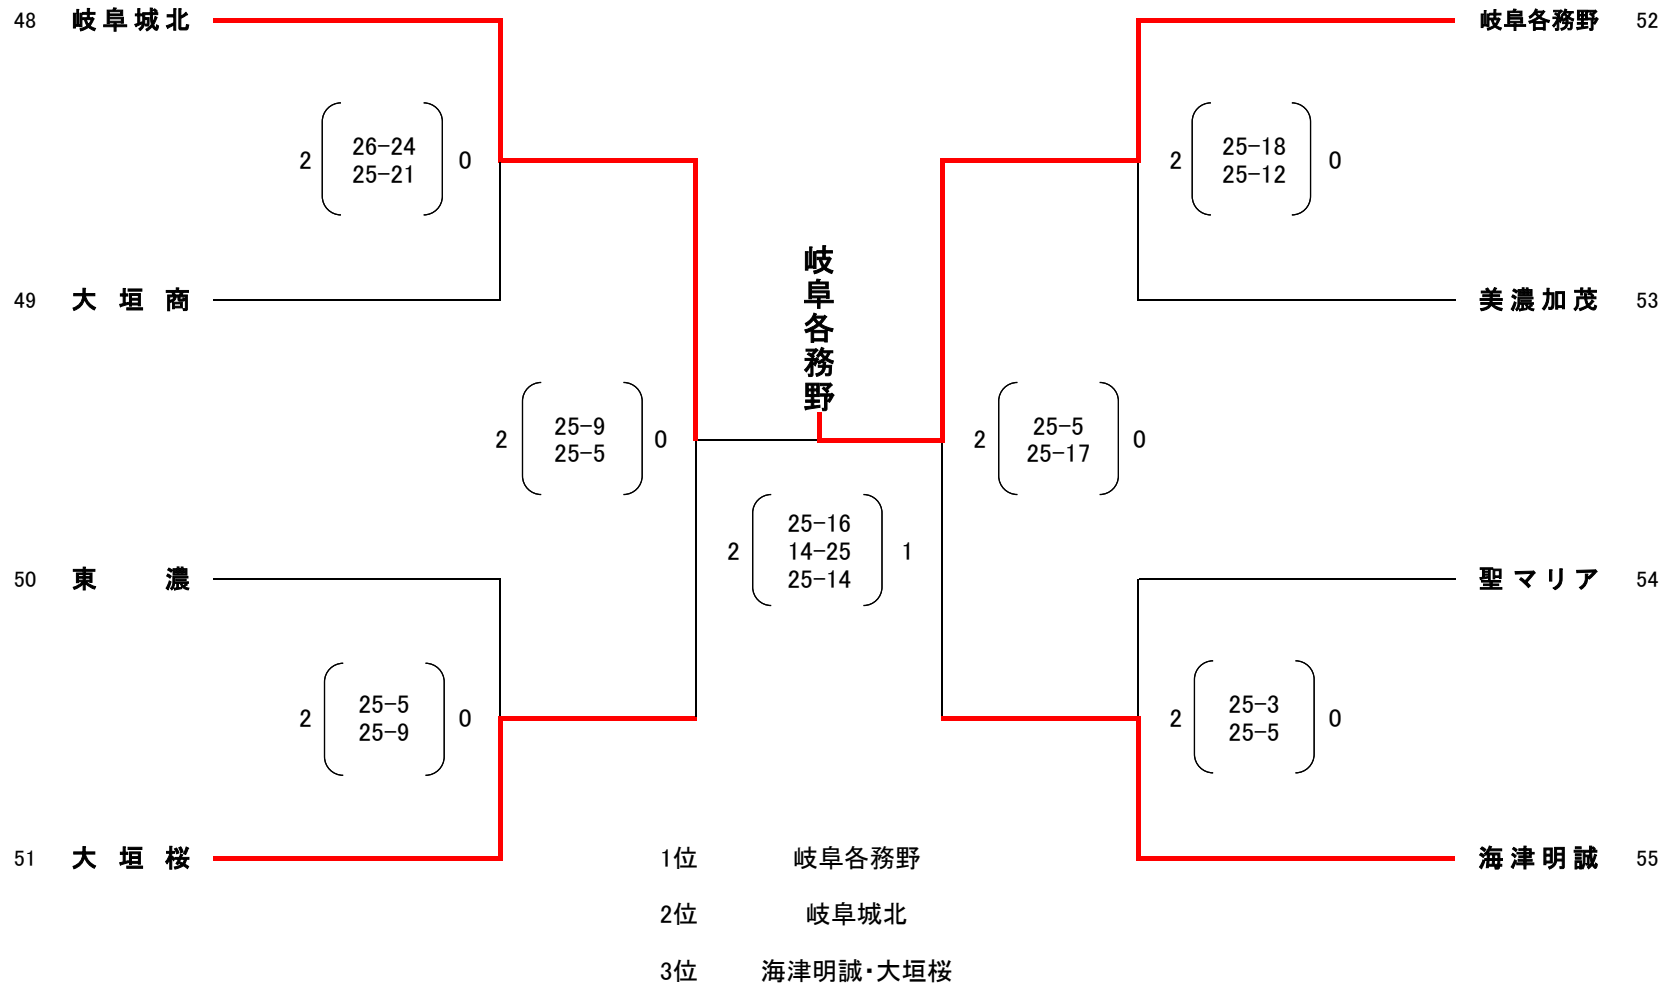 48 岐阜城北
岐阜各務野 52
2 26-24 0
25-21
2 25-18 0
25-12
49 大垣商
美濃加茂 53
岐阜各務野
2 25-9 0
25-5
2 25-5 0
25-17
2 25-16 1
14-25
25-14
50 東濃
聖マリア 54
2 25-5 0
25-9
2 25-3 0
25-5
51 大垣桜
海津明誠 55
1位 岐阜各務野
2位 岐阜城北
3位 海津明誠・大垣桜